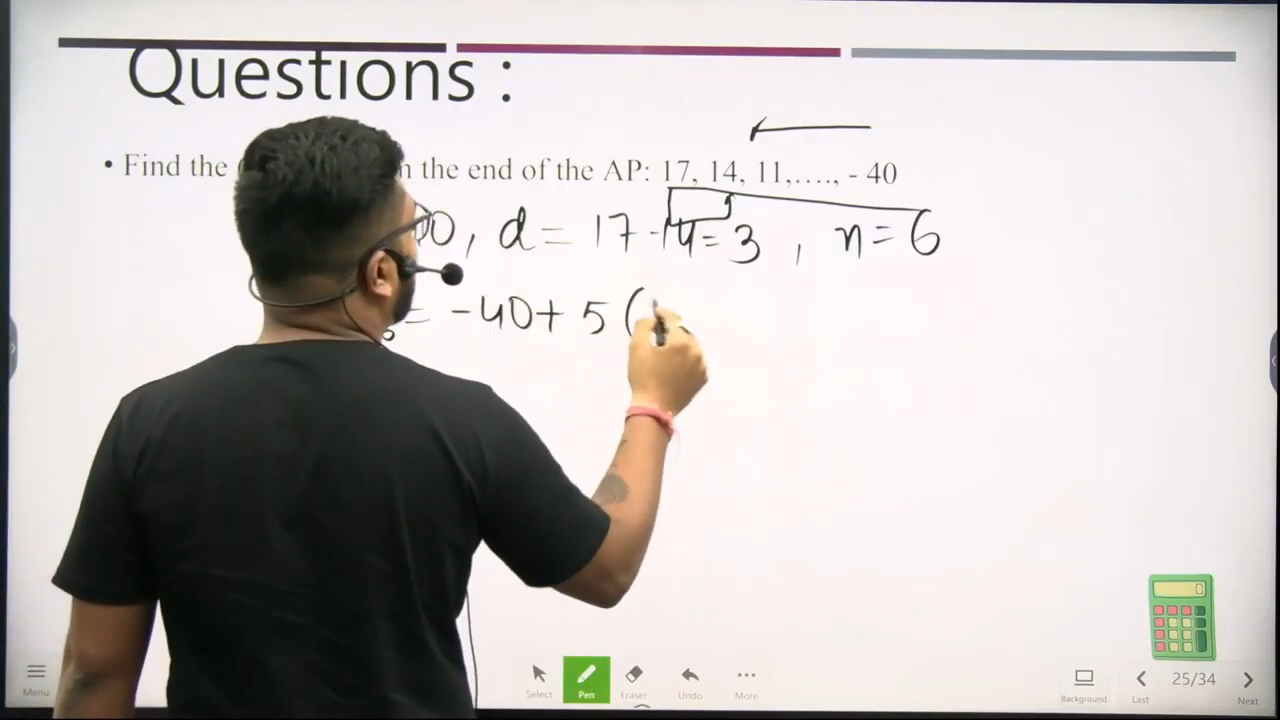 Questions :
• Find the the end of the AP: 17, 14, 11,...., - 40
, d = 17 - 14 = 3 , n = 6
= -40 + 5 (
Menu
Select
Pen
Eraser
Undo
More
Background
Last
25/34
Next
0